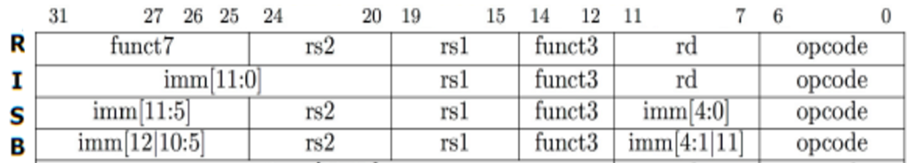 31 27 26 25 24 20 19 15 14 12 11 7 6 0
R funct7 rs2 rs1 funct3 rd opcode
I imm[11:0] rs1 funct3 rd opcode
S imm[11:5] rs2 rs1 funct3 imm[4:0] opcode
B imm[12|10:5] rs2 rs1 funct3 imm[4:1|11] opcode